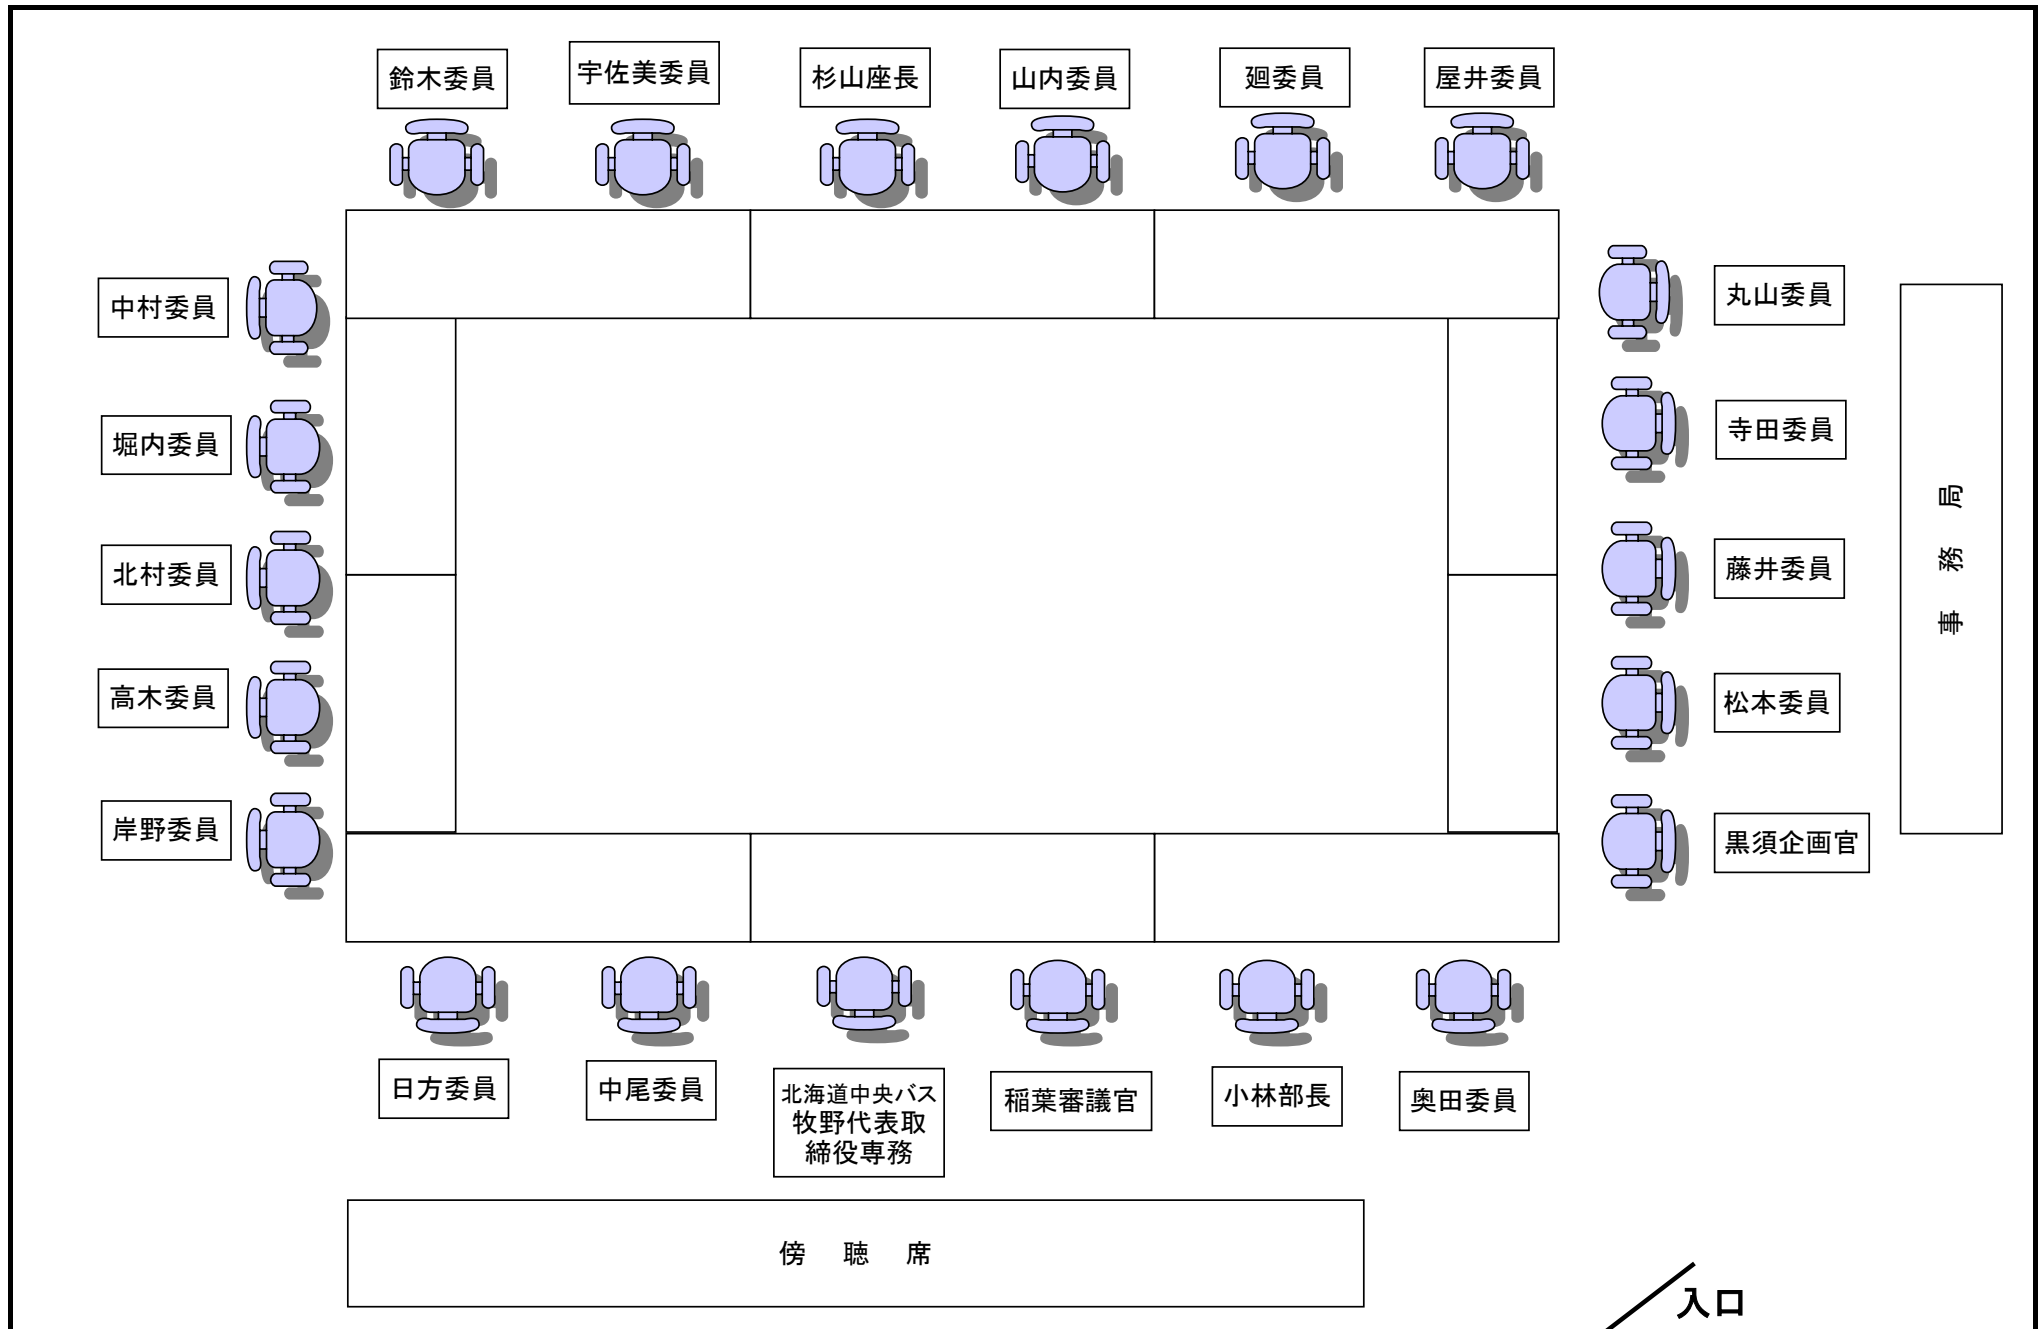 鈴木委員
宇佐美委員
杉山座長
山内委員
廻委員
屋井委員
中村委員
堀内委員
北村委員
高木委員
岸野委員
丸山委員
寺田委員
藤井委員
松本委員
黒須企画官
事務局
日方委員
中尾委員
北海道中央バス
牧野代表取
締役専務
稲葉審議官
小林部長
奥田委員
傍聴席
入口